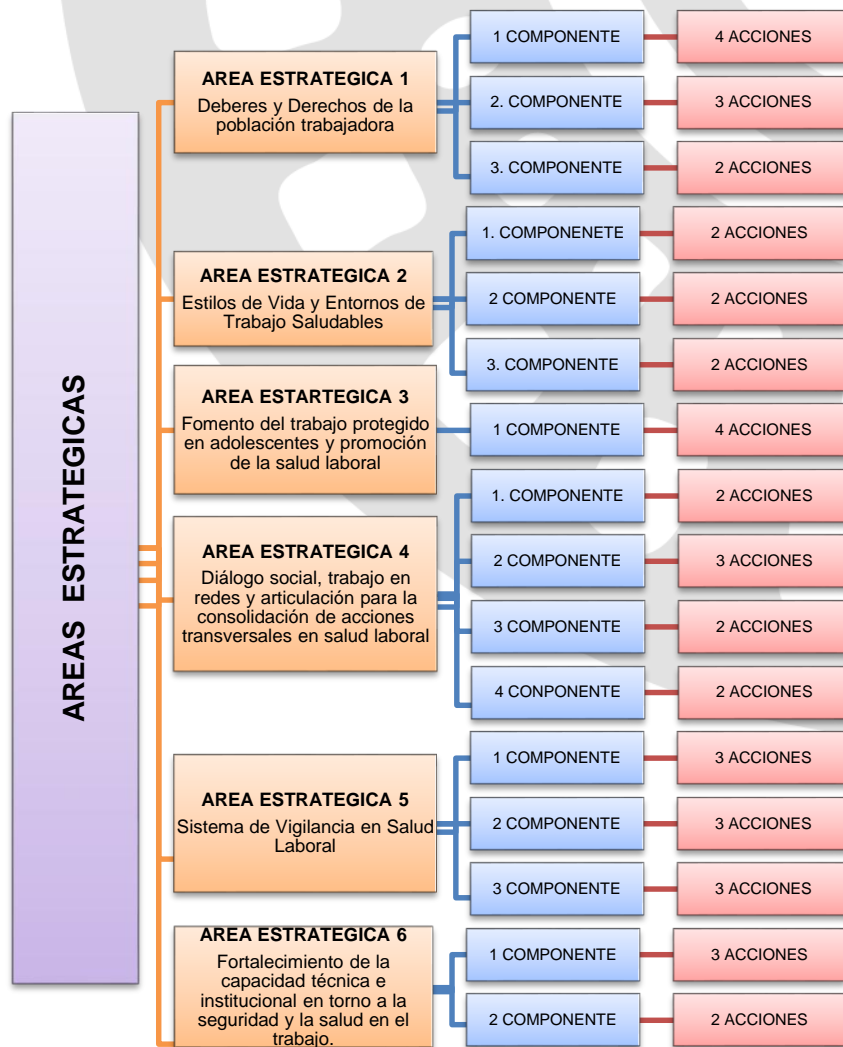 AREAS ESTRATEGICAS
AREA ESTRATEGICA 1
Deberes y Derechos de la
población trabajadora
1 COMPONENTE
4 ACCIONES
2. COMPONENTE
3 ACCIONES
3. COMPONENTE
2 ACCIONES
AREA ESTRATEGICA 2
Estilos de Vida y Entornos de
Trabajo Saludables
1. COMPONENETE
2 ACCIONES
2 COMPONENTE
2 ACCIONES
3. COMPONENTE
2 ACCIONES
AREA ESTARTEGICA 3
Fomento del trabajo protegido
en adolescentes y promoción
de la salud laboral
1 COMPONENTE
4 ACCIONES
AREA ESTRATEGICA 4
Diálogo social, trabajo en
redes y articulación para la
consolidación de acciones
transversales en salud laboral
1. COMPONENTE
2 ACCIONES
2 COMPONENTE
3 ACCIONES
3 COMPONENTE
2 ACCIONES
4 CONPONENTE
2 ACCIONES
AREA ESTRATEGICA 5
Sistema de Vigilancia en Salud
Laboral
1 COMPONENTE
3 ACCIONES
2 COMPONENTE
3 ACCIONES
3 COMPONENTE
3 ACCIONES
AREA ESTRATEGICA 6
Fortalecimiento de la
capacidad técnica e
institucional en torno a la
seguridad y la salud en el
trabajo.
1 COMPONENTE
3 ACCIONES
2 COMPONENTE
2 ACCIONES